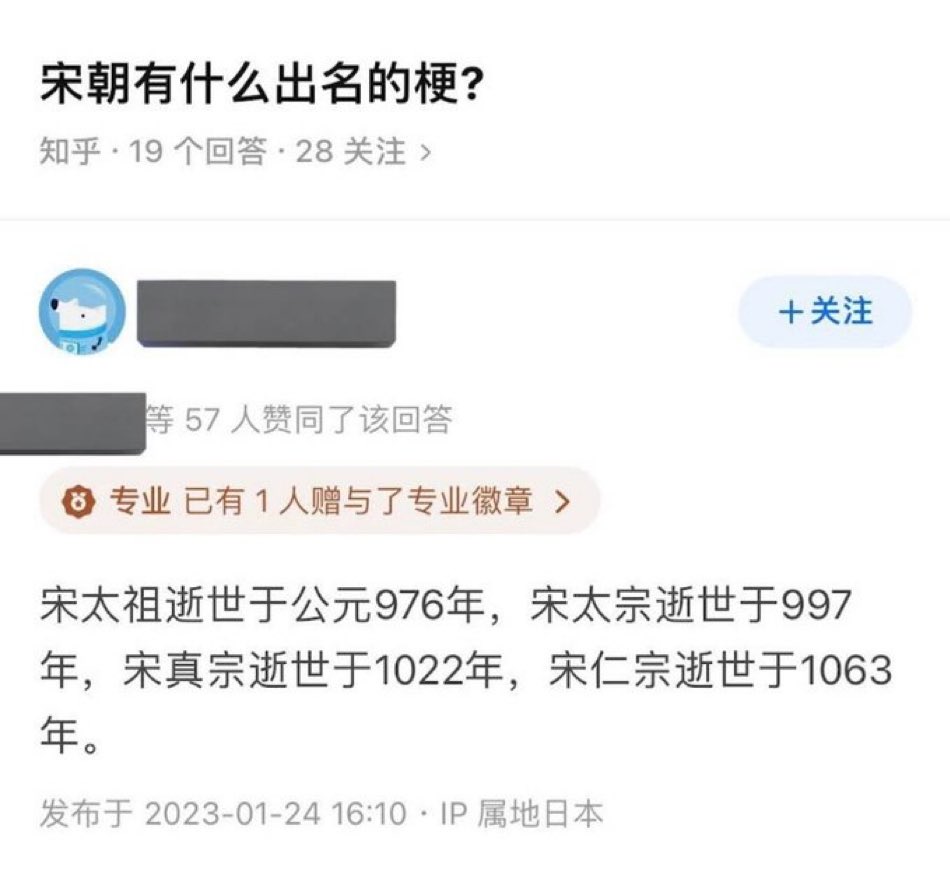 宋朝有什么出名的梗?
知乎 · 19 个回答 · 28 关注 >
+关注
等 57 人赞同了该回答
专业 已有 1 人赠与了专业徽章 >
宋太祖逝世于公元976年，宋太宗逝世于997
年，宋真宗逝世于1022年，宋仁宗逝世于1063
年。
发布于 2023-01-24 16:10 · IP 属地日本